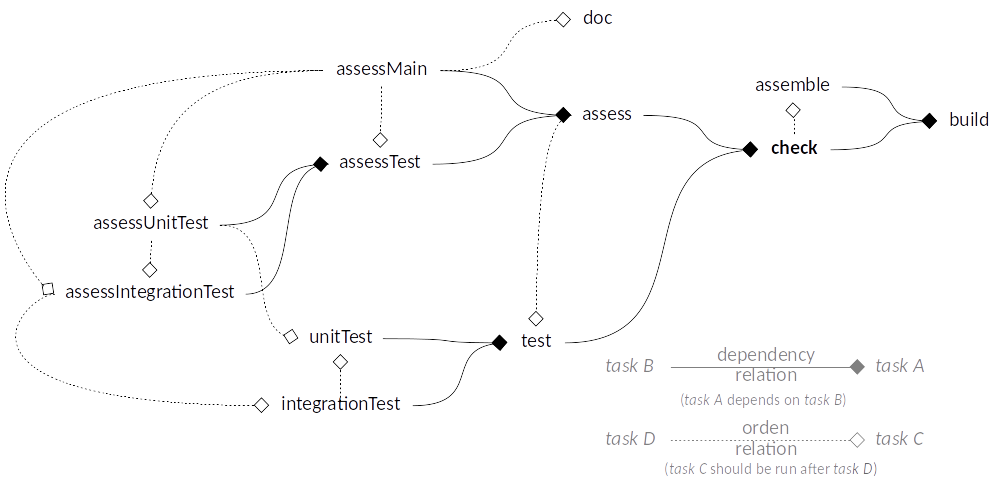 doc
assessMain
assemble
assess
build
check
assessTest
assessUnitTest
assessIntegrationTest
unitTest
test
integrationTest
task B dependency relation task A
(task A depends on task B)
task D orden relation task C
(task C should be run after task D)